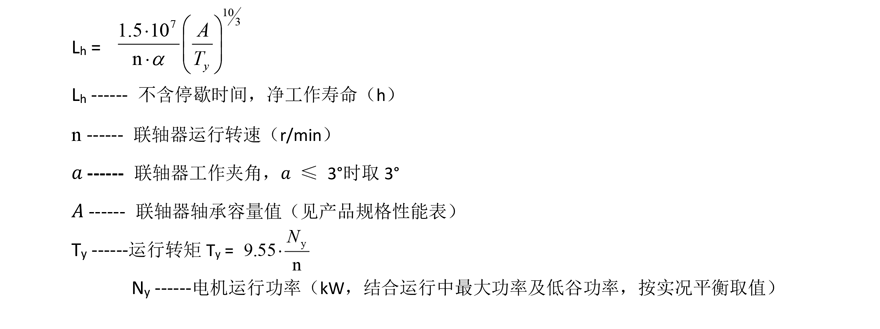 Lh = 1.5·10⁷ / n·α (A / Ty)^10/3
Lh ------ 不含停歇时间，净工作寿命（h）
n ------ 联轴器运行转速（r/min）
a ------ 联轴器工作夹角，a ≤ 3°时取 3°
A ------ 联轴器轴承容量值（见产品规格性能表）
Ty ------运行转矩 Ty = 9.55· Ny / n
Ny ------电机运行功率（kW，结合运行中最大功率及低谷功率，按实况平衡取值）